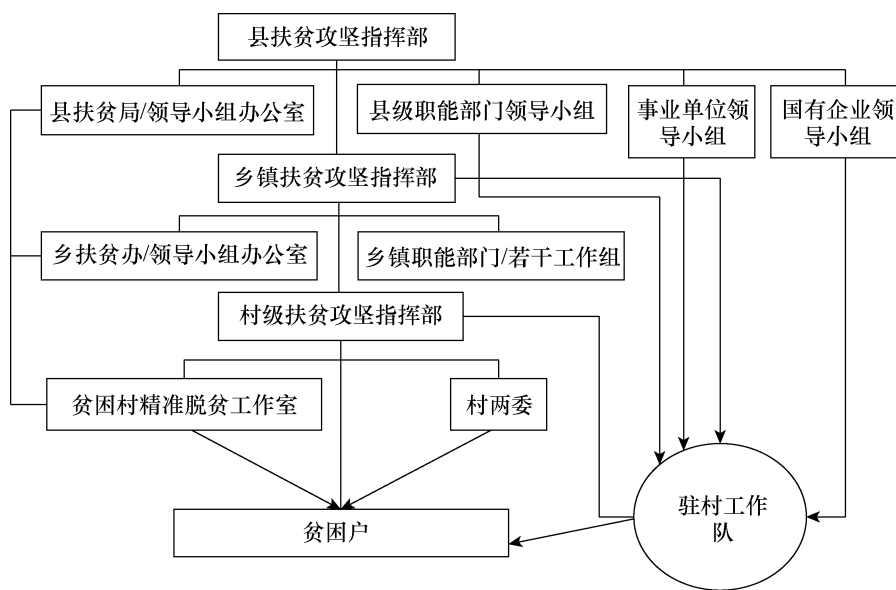 县扶贫攻坚指挥部
县扶贫局/领导小组办公室
县级职能部门领导小组
事业单位领
导小组
国有企业领
导小组
乡镇扶贫攻坚指挥部
乡扶贫办/领导小组办公室
乡镇职能部门/若干工作组
村级扶贫攻坚指挥部
贫困村精准脱贫工作室
村两委
驻村工作
队
贫困户